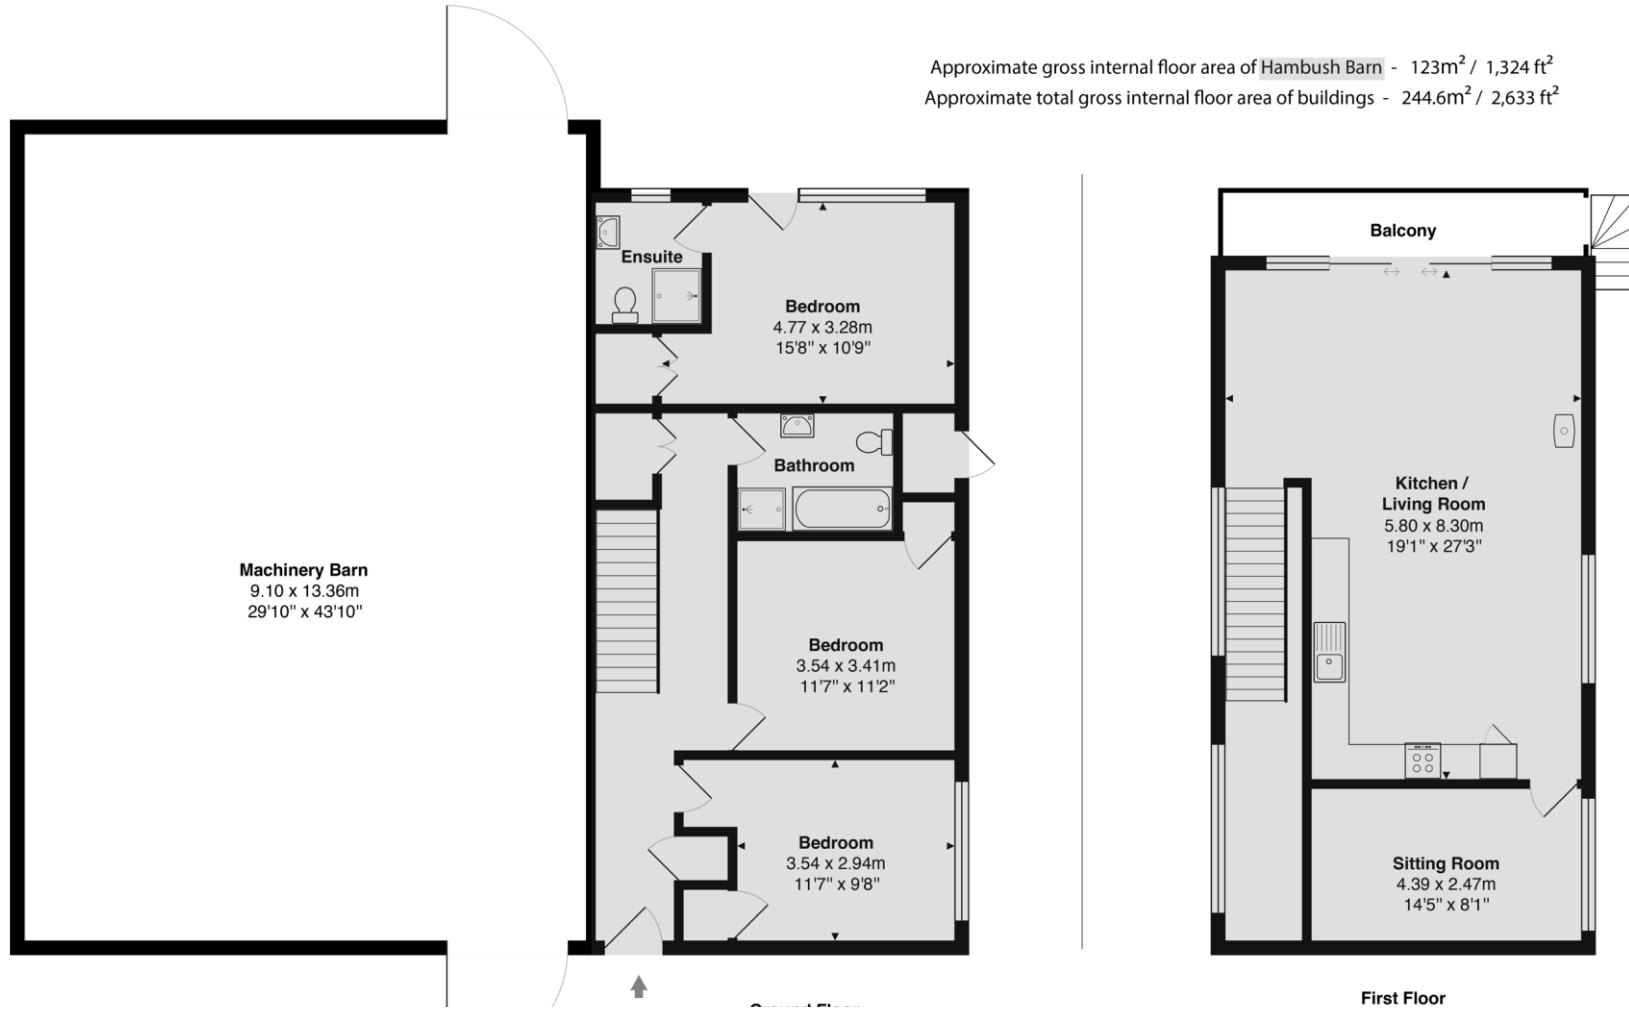 Approximate gross internal floor area of Hambush Barn - 123m² / 1,324 ft²
Approximate total gross internal floor area of buildings - 244.6m² / 2,633 ft²
Machinery Barn
9.10 x 13.36m
29'10" x 43'10"
Ensuite
Bedroom
4.77 x 3.28m
15'8" x 10'9"
Bathroom
Bedroom
3.54 x 3.41m
11'7" x 11'2"
Bedroom
3.54 x 2.94m
11'7" x 9'8"
Ground Floor
Balcony
Kitchen /
Living Room
5.80 x 8.30m
19'1" x 27'3"
Sitting Room
4.39 x 2.47m
14'5" x 8'1"
First Floor